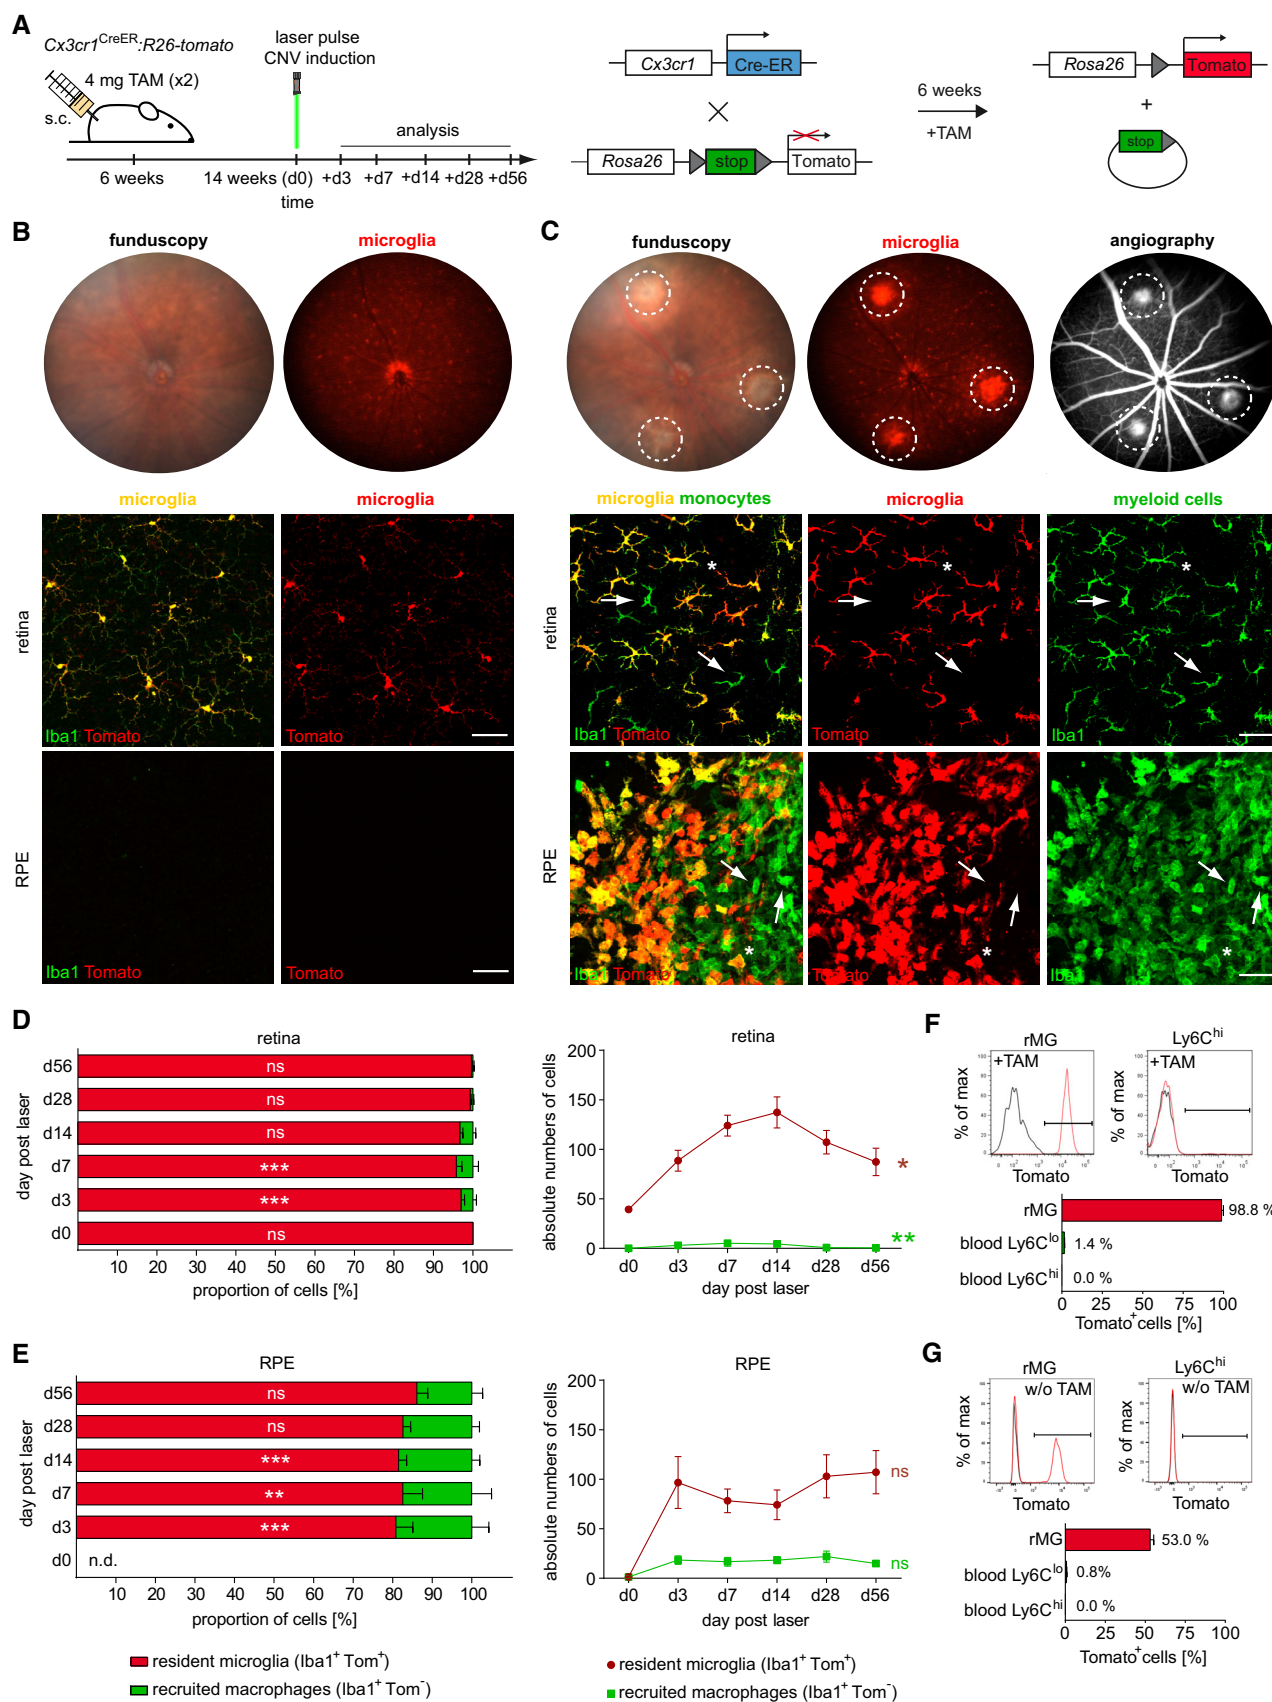 A
Cx3cr1CreER:R26-tomato
4 mg TAM (x2)
s.c.
laser pulse
CNV induction
analysis
6 weeks
14 weeks (d0)
+d3
+d7
+d14
+d28
+d56
time
Cx3cr1
Cre-ER
Rosa26
stop
Tomato
6 weeks
+TAM
Rosa26
Tomato
+
stop
B
funduscopy
microglia
microglia
microglia
retina
Iba1 Tomato
Tomato
RPE
Iba1 Tomato
Tomato
C
funduscopy
microglia
angiography
microglia monocytes
microglia
myeloid cells
retina
*
*
*
Iba1 Tomato
Tomato
Iba1
RPE
*
*
*
Iba1 Tomato
Tomato
Iba1
D
retina
day post laser
d56
ns
d28
ns
d14
ns
d7
***
d3
***
d0
ns
10 20 30 40 50 60 70 80 90 100
proportion of cells [%]
retina
absolute numbers of cells
200
150
100
50
0
*
**
d0 d3 d7 d14 d28 d56
day post laser
E
RPE
day post laser
d56
ns
d28
ns
d14
***
d7
**
d3
***
d0
n.d.
10 20 30 40 50 60 70 80 90 100
proportion of cells [%]
resident microglia (Iba1+ Tom+)
recruited macrophages (Iba1+ Tom-)
RPE
absolute numbers of cells
200
150
100
50
0
ns
ns
d0 d3 d7 d14 d28 d56
day post laser
resident microglia (Iba1+ Tom+)
recruited macrophages (Iba1+ Tom-)
F
rMG
Ly6Chi
+TAM
+TAM
% of max
% of max
Tomato
Tomato
rMG
98.8 %
blood Ly6Clo
1.4 %
blood Ly6Chi
0.0 %
0 25 50 75 100
Tomato+cells [%]
G
rMG
Ly6Chi
w/o TAM
w/o TAM
% of max
% of max
Tomato
Tomato
rMG
53.0 %
blood Ly6Clo
0.8%
blood Ly6Chi
0.0 %
0 25 50 75 100
Tomato+cells [%]